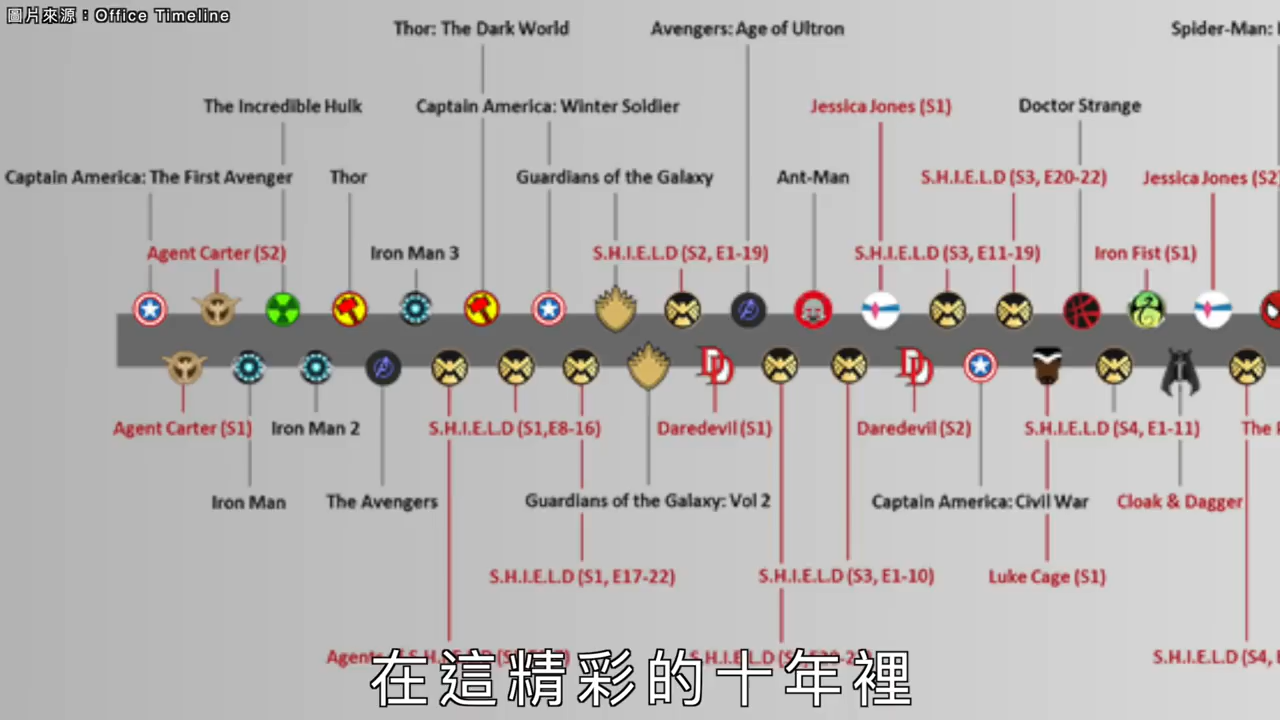 圖片來源：Office Timeline
Thor: The Dark World
Avengers: Age of Ultron
Spider-Man:
The Incredible Hulk
Captain America: Winter Soldier
Jessica Jones (S1)
Doctor Strange
Captain America: The First Avenger
Thor
Guardians of the Galaxy
Ant-Man
S.H.I.E.L.D (S3, E20-22)
Jessica Jones (S2)
Agent Carter (S2)
Iron Man 3
S.H.I.E.L.D (S2, E1-19)
S.H.I.E.L.D (S3, E11-19)
Iron Fist (S1)
Agent Carter (S1)
Iron Man 2
S.H.I.E.L.D (S1,E8-16)
Daredevil (S1)
Daredevil (S2)
S.H.I.E.L.D (S4, E1-11)
The
Iron Man
The Avengers
Guardians of the Galaxy: Vol 2
Captain America: Civil War
Cloak & Dagger
S.H.I.E.L.D (S1, E17-22)
S.H.I.E.L.D (S3, E1-10)
Luke Cage (S1)
S.H.I.E.L.D (S4,
在這精彩的十年裡